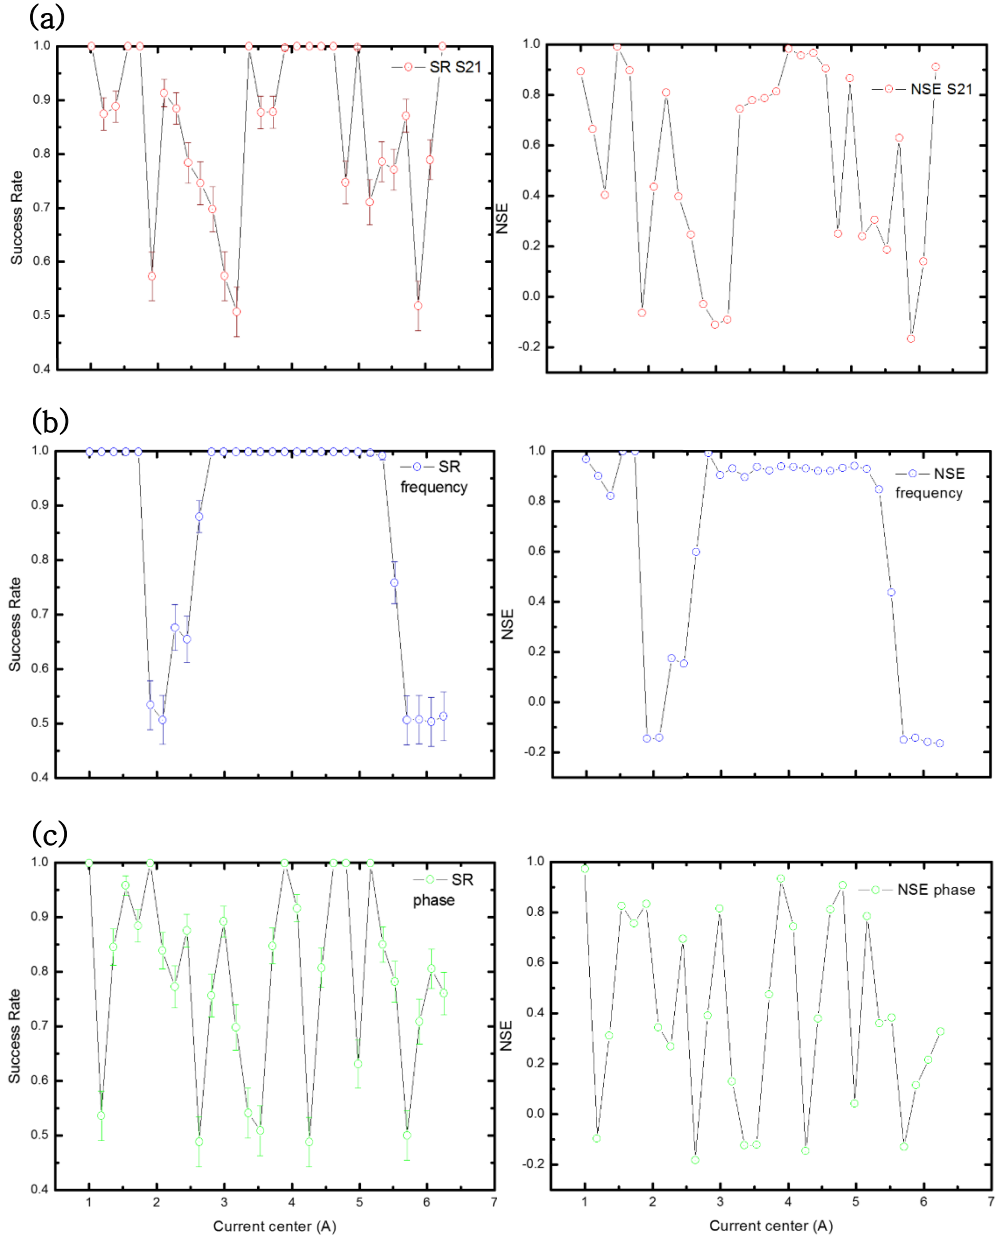 (a)
1.0
0.9
0.8
0.7
0.6
0.5
0.4
Success Rate
SR S21
1.0
0.8
0.6
0.4
0.2
0.0
-0.2
NSE
NSE S21
(b)
1.0
0.9
0.8
0.7
0.6
0.5
0.4
Success Rate
SR
frequency
1.0
0.8
0.6
0.4
0.2
0.0
-0.2
NSE
NSE
frequency
(c)
1.0
0.9
0.8
0.7
0.6
0.5
0.4
Success Rate
SR
phase
1 2 3 4 5 6 7
Current center (A)
1.0
0.8
0.6
0.4
0.2
0.0
-0.2
NSE
NSE phase
1 2 3 4 5 6 7
Current center (A)